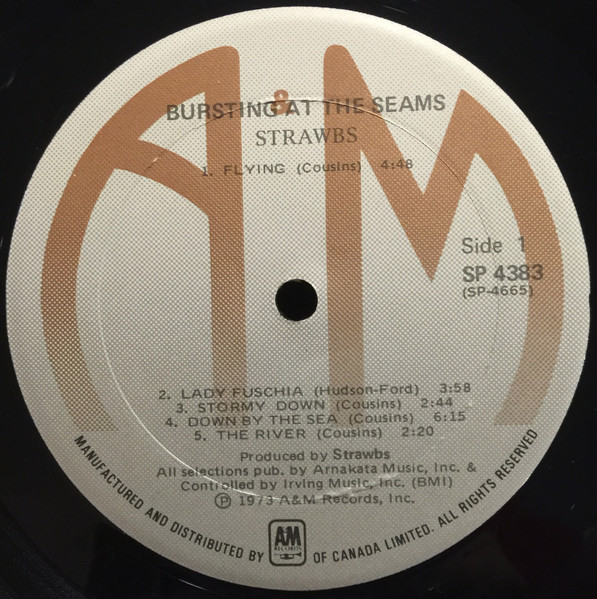 A&M
BURSTING AT THE SEAMS
STRAWBS
1. FLYING (Cousins) 4:48
Side 1
SP 4383
(SP-4665)
2. LADY FUSCHIA (Hudson-Ford) 3:58
3. STORMY DOWN (Cousins) 2:44
4. DOWN BY THE SEA (Cousins) 6:15
5. THE RIVER (Cousins) 2:20
Produced by Strawbs
All selections pub. by Arnakata Music, Inc. &
Controlled by Irving Music, Inc. (BMI)
Ⓟ 1973 A&M Records, Inc.
MANUFACTURED AND DISTRIBUTED BY A&M RECORDS OF CANADA LIMITED. ALL RIGHTS RESERVED